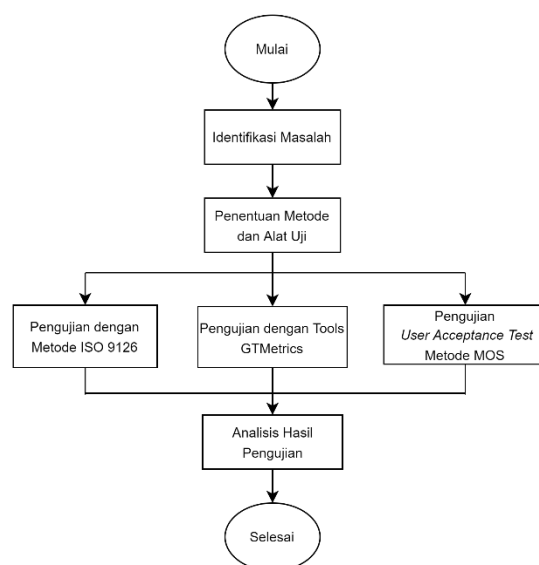 Mulai
Identifikasi Masalah
Penentuan Metode
dan Alat Uji
Pengujian dengan
Metode ISO 9126
Pengujian dengan Tools
GTMetrics
Pengujian
User Acceptance Test
Metode MOS
Analisis Hasil
Pengujian
Selesai